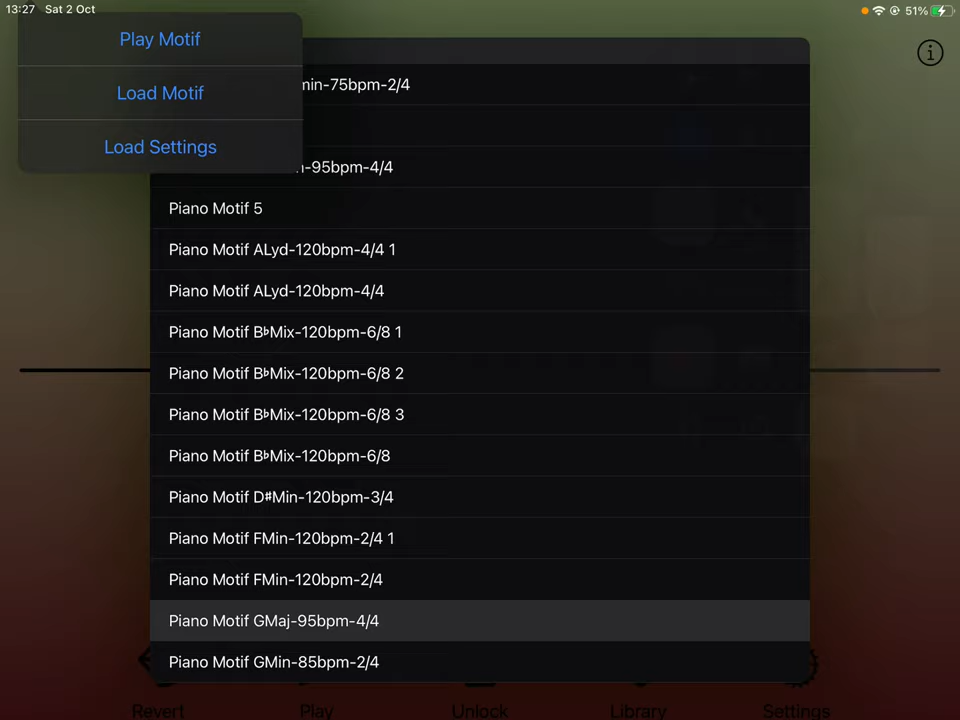 13:27 Sat 2 Oct
51%
Play Motif
Load Motif
Load Settings
min-75bpm-2/4
-95bpm-4/4
Piano Motif 5
Piano Motif ALyd-120bpm-4/4 1
Piano Motif ALyd-120bpm-4/4
Piano Motif B♭Mix-120bpm-6/8 1
Piano Motif B♭Mix-120bpm-6/8 2
Piano Motif B♭Mix-120bpm-6/8 3
Piano Motif B♭Mix-120bpm-6/8
Piano Motif D♯Min-120bpm-3/4
Piano Motif FMin-120bpm-2/4 1
Piano Motif FMin-120bpm-2/4
Piano Motif GMaj-95bpm-4/4
Piano Motif GMin-85bpm-2/4
Revert Play Unlock Library Settings